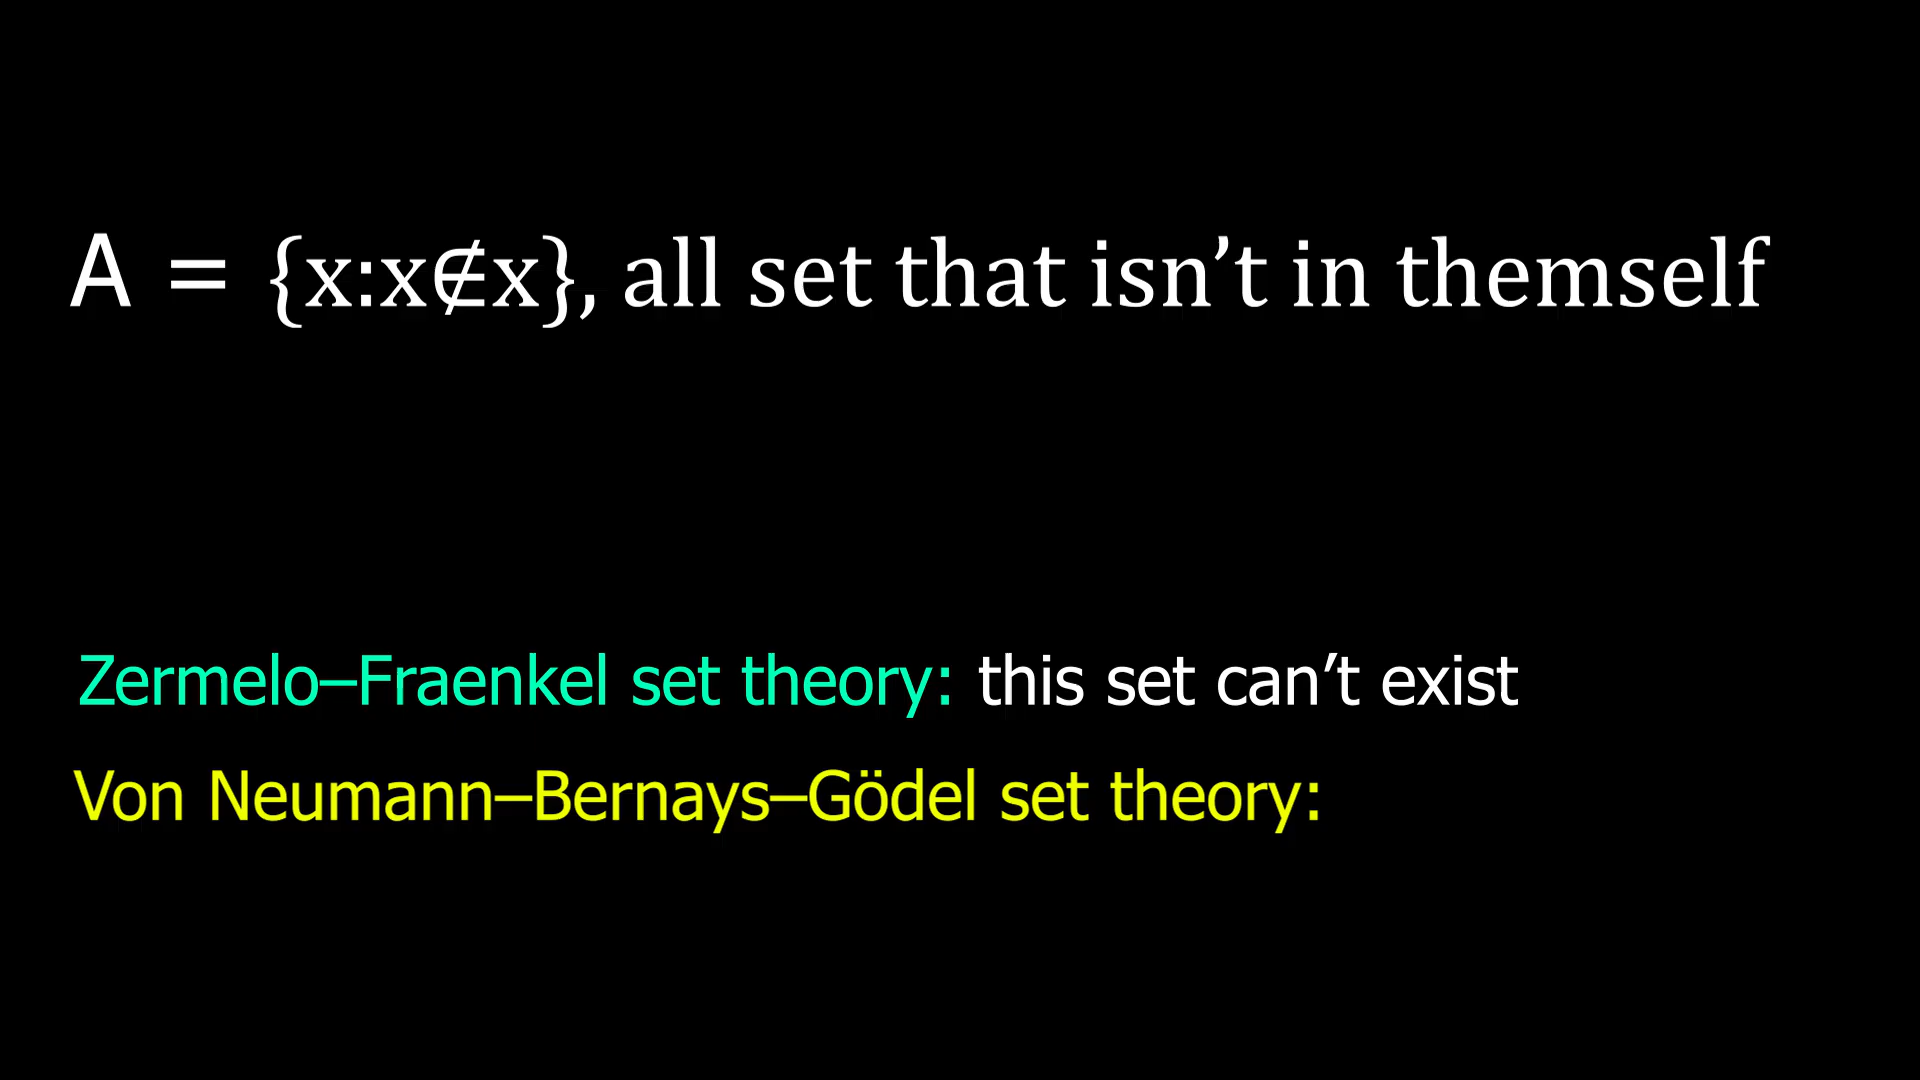 A = {x:x∉x}, all set that isn’t in themself
Zermelo–Fraenkel set theory: this set can’t exist
Von Neumann–Bernays–Gödel set theory: